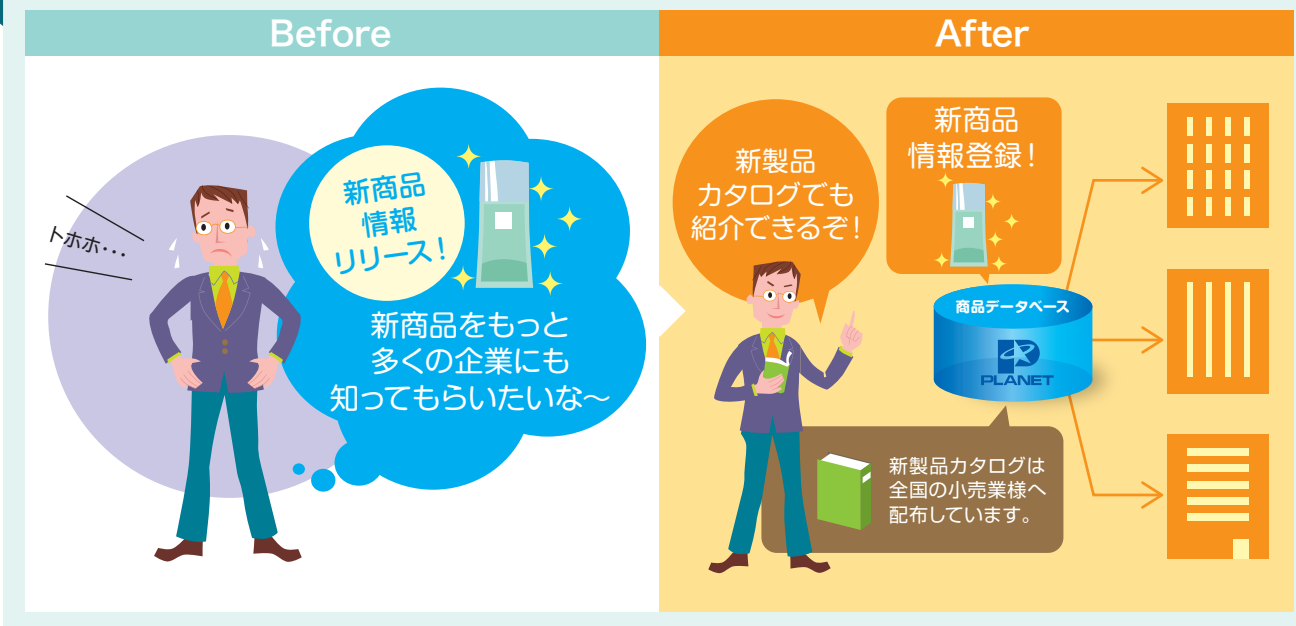 Before
トホホ・・・
新商品
情報
リリース！
新商品をもっと
多くの企業にも
知ってもらいたいな〜
After
新製品
カタログでも
紹介できるぞ！
新商品
情報登録！
商品データベース
PLANET
新製品カタログは
全国の小売業様へ
配布しています。